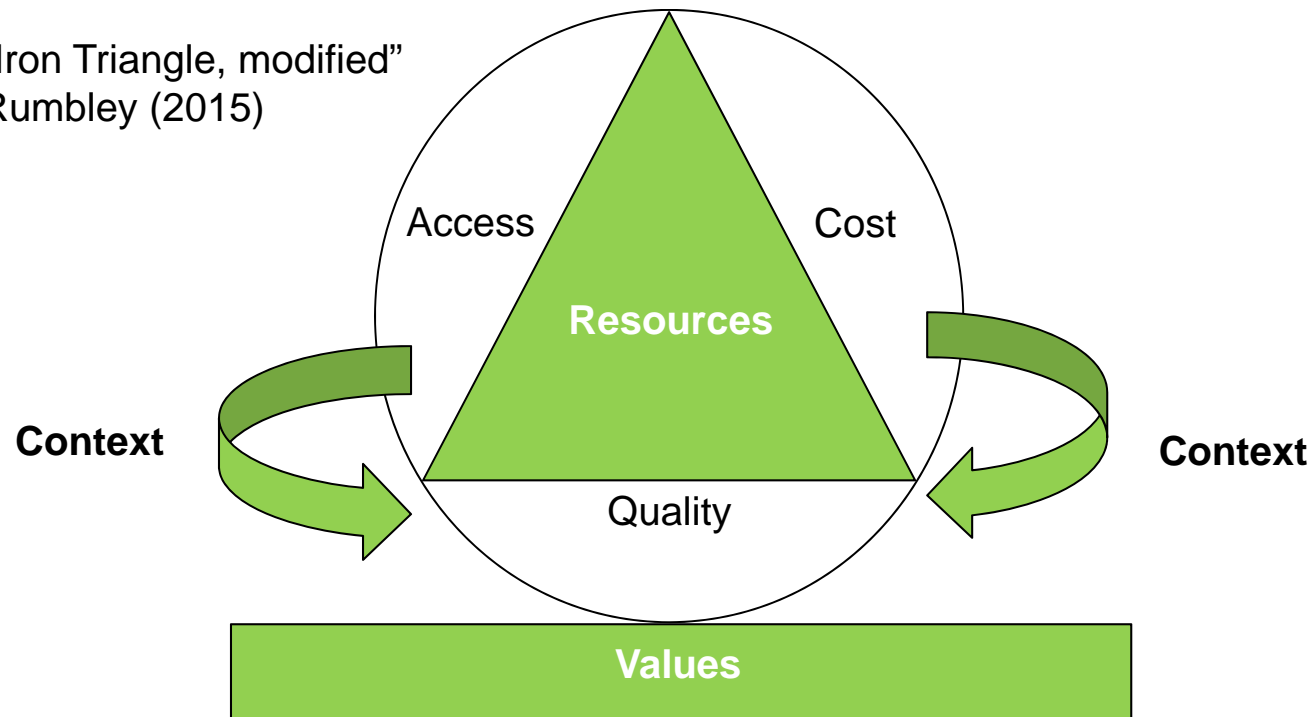 Iron Triangle, modified”
Rumbley (2015)
Access
Cost
Resources
Context
Context
Quality
Values